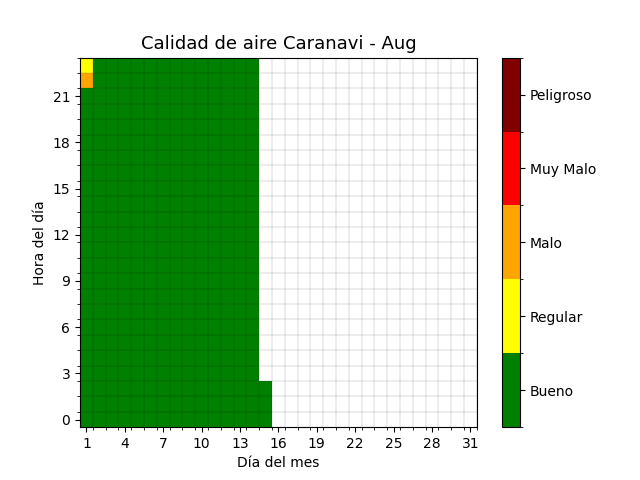 Calidad de aire Caranavi - Aug
Hora del día
21
18
15
12
9
6
3
0
1 4 7 10 13 16 19 22 25 28 31
Día del mes
Peligroso
Muy Malo
Malo
Regular
Bueno